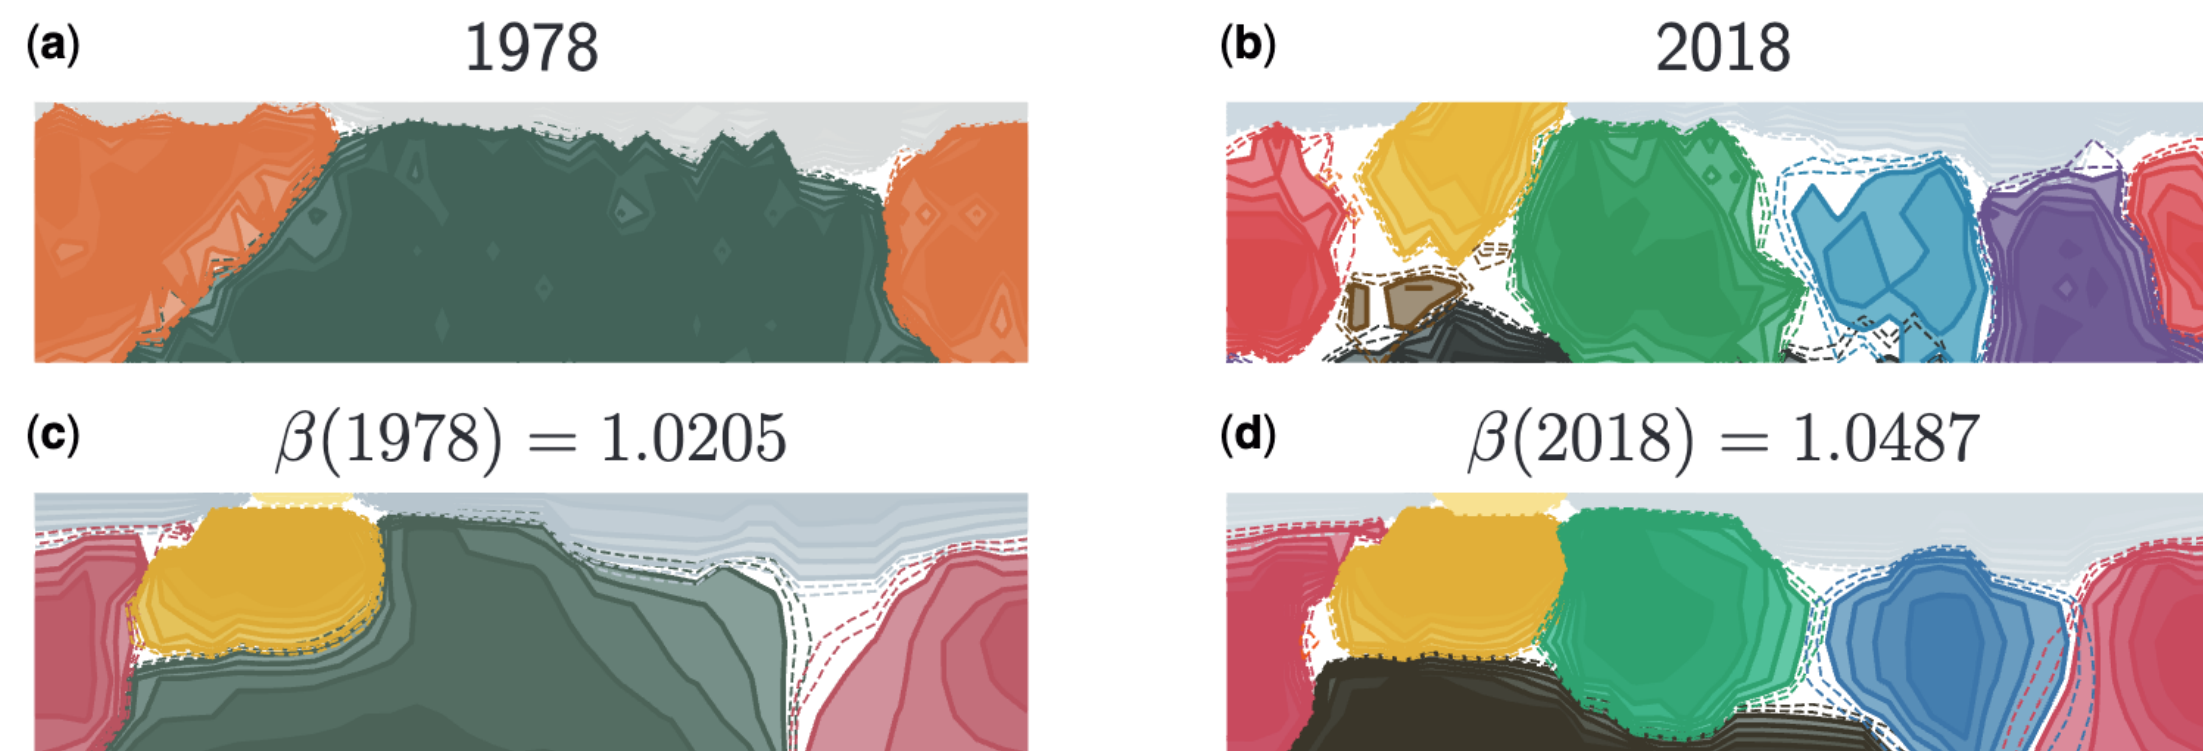 (a) 1978
(b) 2018
(c) β(1978) = 1.0205
(d) β(2018) = 1.0487